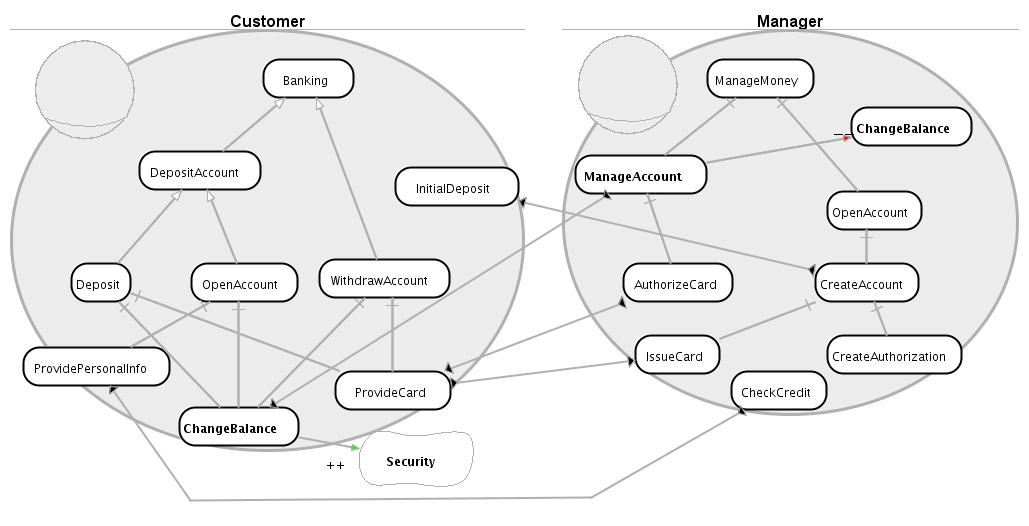 Customer
Manager
Banking
ManageMoney
ChangeBalance
__
DepositAccount
InitialDeposit
ManageAccount
OpenAccount
Deposit
OpenAccount
WithdrawAccount
AuthorizeCard
CreateAccount
ProvidePersonalInfo
IssueCard
CreateAuthorization
ProvideCard
CheckCredit
ChangeBalance
++
Security